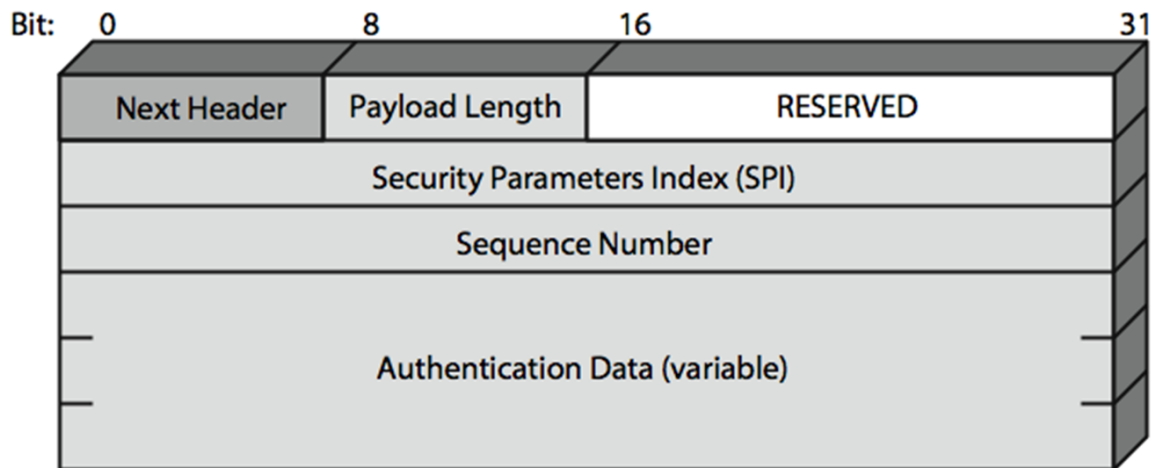 Bit: 0 8 16 31
Next Header Payload Length RESERVED
Security Parameters Index (SPI)
Sequence Number
Authentication Data (variable)